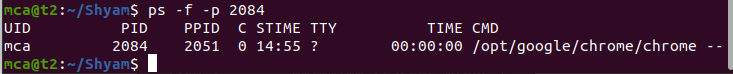 mca@t2:~/Shyam$ ps -f -p 2084
UID PID PPID C STIME TTY TIME CMD
mca 2084 2051 0 14:55 ? 00:00:00 /opt/google/chrome/chrome --
mca@t2:~/Shyam$